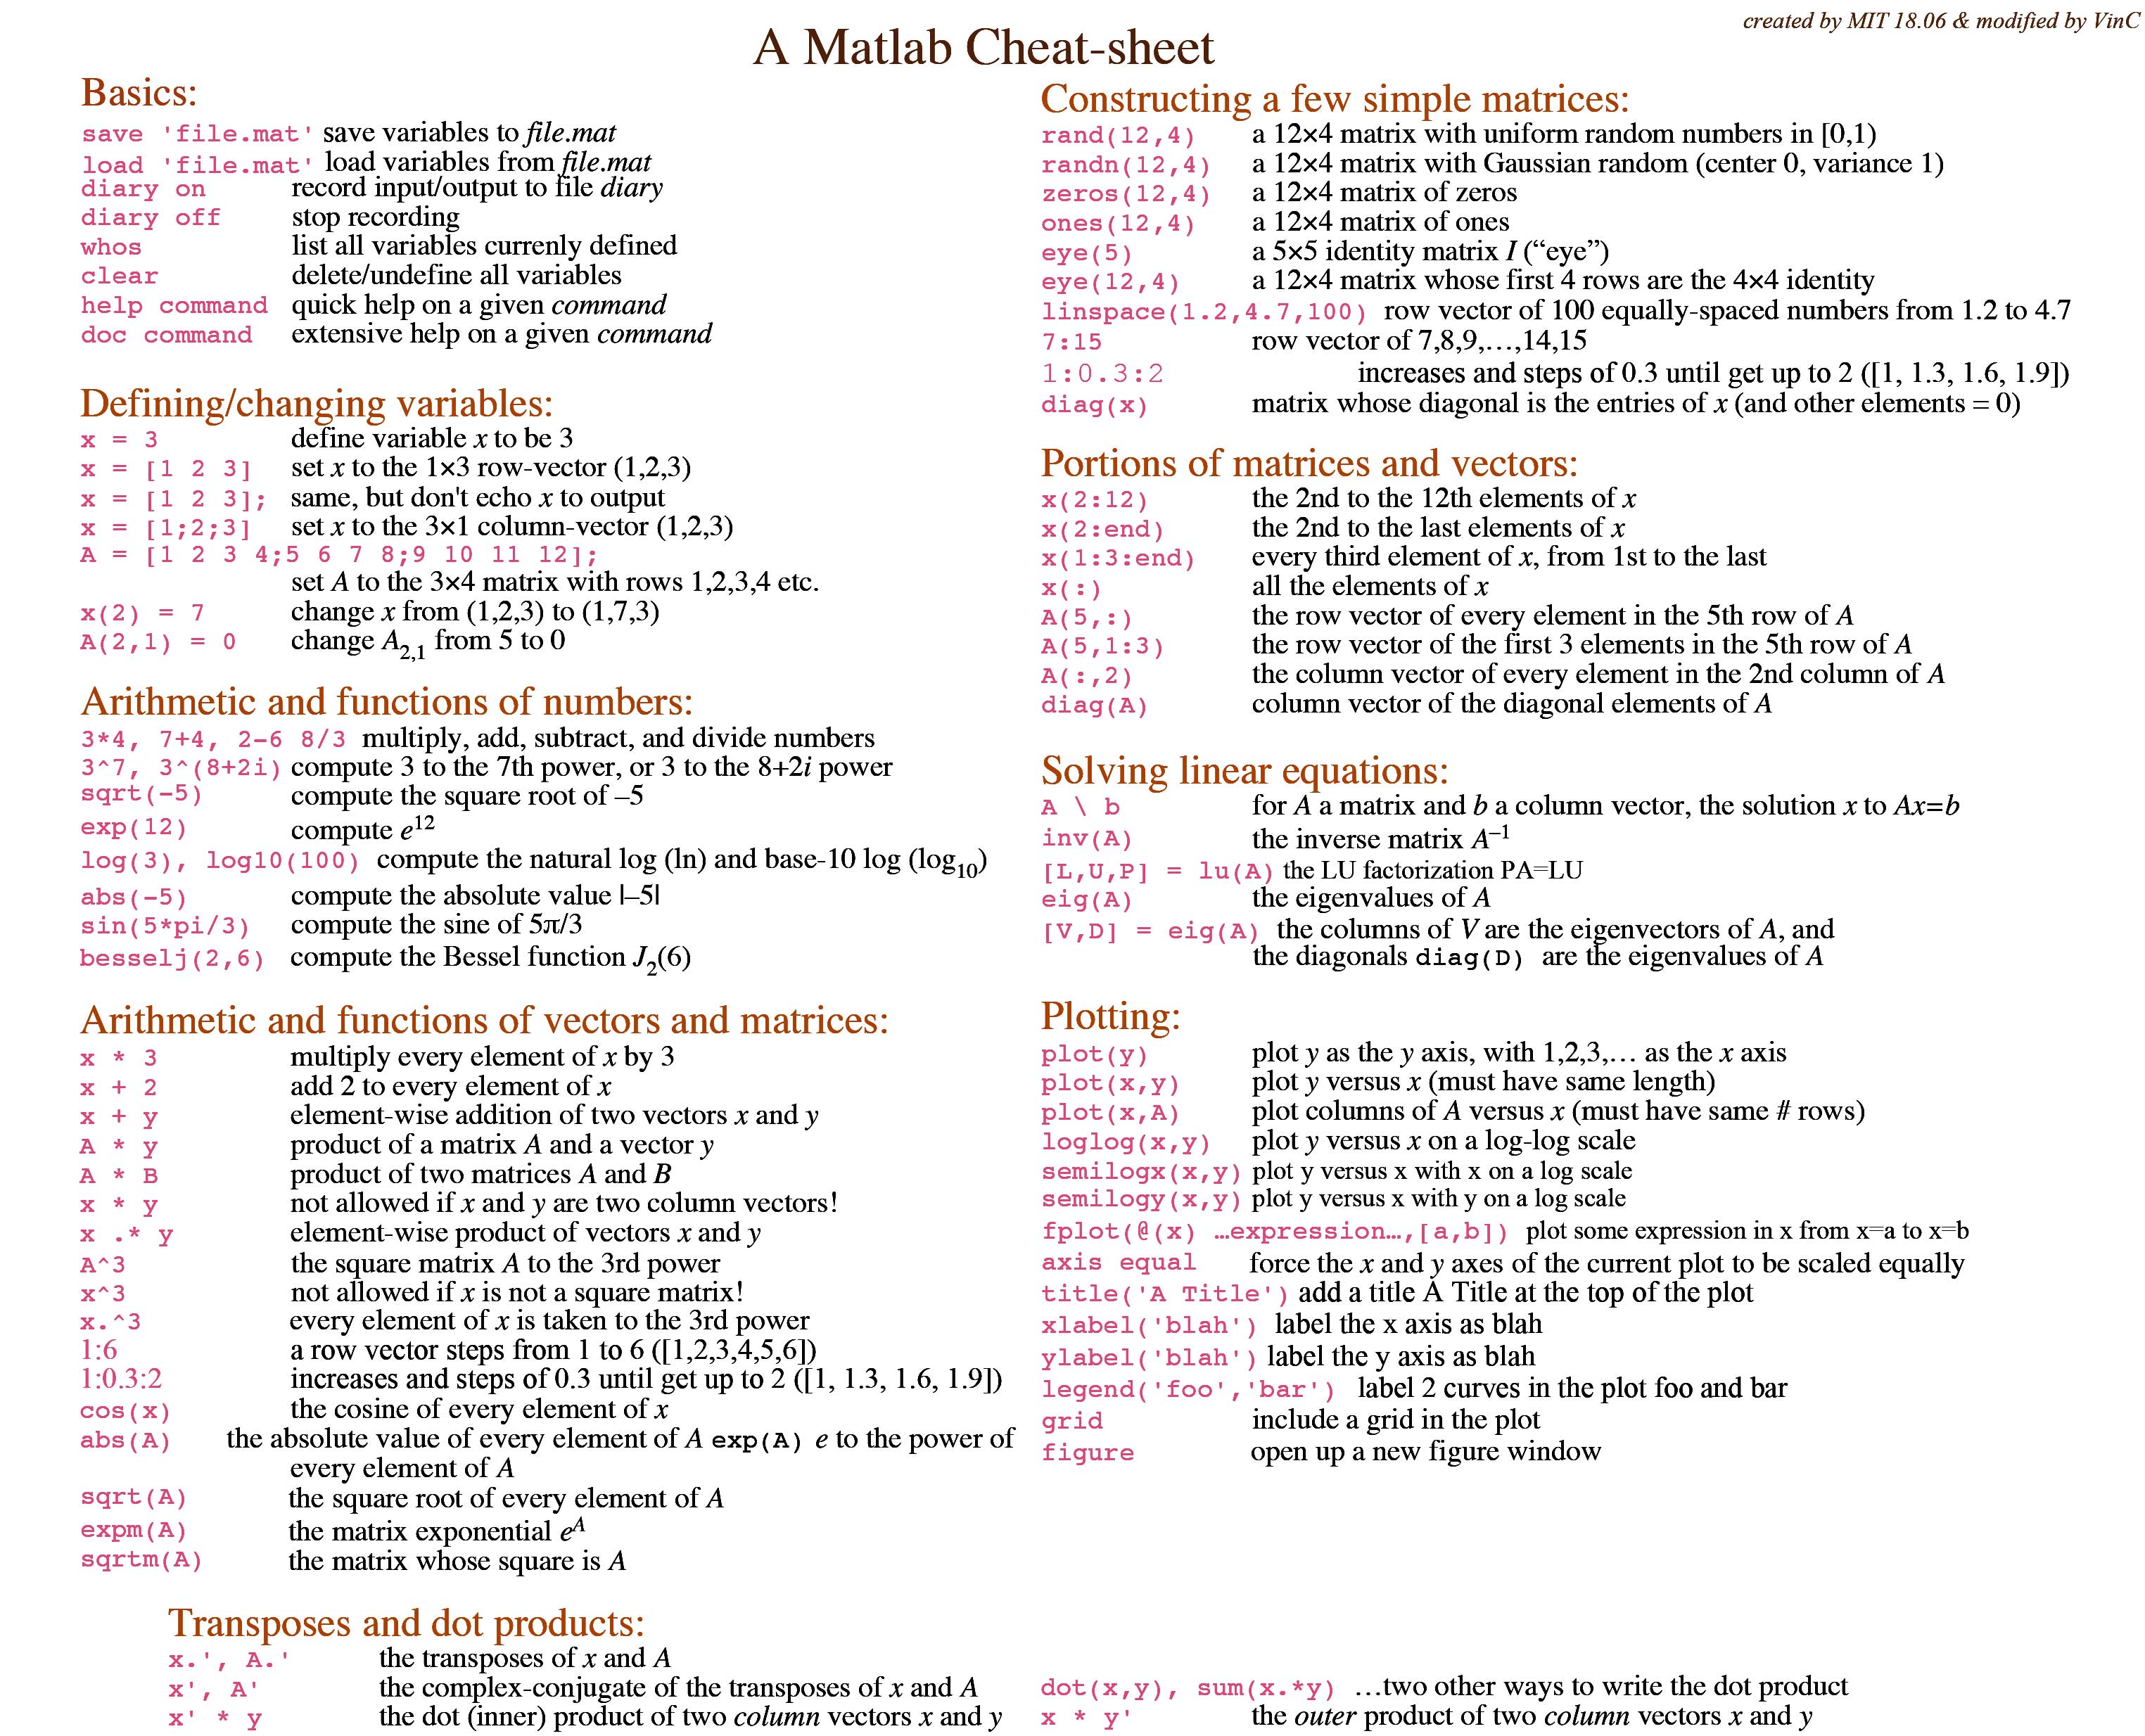 created by MIT 18.06 & modified by VinC
A Matlab Cheat-sheet
Basics:
save 'file.mat' save variables to file.mat
load 'file.mat' load variables from file.mat
diary on record input/output to file diary
diary off stop recording
whos list all variables currenly defined
clear delete/undefine all variables
help command quick help on a given command
doc command extensive help on a given command
Defining/changing variables:
x = 3 define variable x to be 3
x = [1 2 3] set x to the 1×3 row-vector (1,2,3)
x = [1 2 3]; same, but don't echo x to output
x = [1;2;3] set x to the 3×1 column-vector (1,2,3)
A = [1 2 3 4;5 6 7 8;9 10 11 12];
set A to the 3×4 matrix with rows 1,2,3,4 etc.
x(2) = 7 change x from (1,2,3) to (1,7,3)
A(2,1) = 0 change A2,1 from 5 to 0
Arithmetic and functions of numbers:
3*4, 7+4, 2-6 8/3 multiply, add, subtract, and divide numbers
3^7, 3^(8+2i) compute 3 to the 7th power, or 3 to the 8+2i power
sqrt(-5) compute the square root of –5
exp(12) compute e12
log(3), log10(100) compute the natural log (ln) and base-10 log (log10)
abs(-5) compute the absolute value |–5|
sin(5*pi/3) compute the sine of 5π/3
besselj(2,6) compute the Bessel function J2(6)
Arithmetic and functions of vectors and matrices:
x * 3 multiply every element of x by 3
x + 2 add 2 to every element of x
x + y element-wise addition of two vectors x and y
A * y product of a matrix A and a vector y
A * B product of two matrices A and B
x * y not allowed if x and y are two column vectors!
x .* y element-wise product of vectors x and y
A^3 the square matrix A to the 3rd power
x^3 not allowed if x is not a square matrix!
x.^3 every element of x is taken to the 3rd power
1:6 a row vector steps from 1 to 6 ([1,2,3,4,5,6])
1:0.3:2 increases and steps of 0.3 until get up to 2 ([1, 1.3, 1.6, 1.9])
cos(x) the cosine of every element of x
abs(A) the absolute value of every element of A exp(A) e to the power of
every element of A
sqrt(A) the square root of every element of A
expm(A) the matrix exponential eA
sqrtm(A) the matrix whose square is A
Constructing a few simple matrices:
rand(12,4) a 12×4 matrix with uniform random numbers in [0,1)
randn(12,4) a 12×4 matrix with Gaussian random (center 0, variance 1)
zeros(12,4) a 12×4 matrix of zeros
ones(12,4) a 12×4 matrix of ones
eye(5) a 5×5 identity matrix I (“eye”)
eye(12,4) a 12×4 matrix whose first 4 rows are the 4×4 identity
linspace(1.2,4.7,100) row vector of 100 equally-spaced numbers from 1.2 to 4.7
7:15 row vector of 7,8,9,…,14,15
1:0.3:2 increases and steps of 0.3 until get up to 2 ([1, 1.3, 1.6, 1.9])
diag(x) matrix whose diagonal is the entries of x (and other elements = 0)
Portions of matrices and vectors:
x(2:12) the 2nd to the 12th elements of x
x(2:end) the 2nd to the last elements of x
x(1:3:end) every third element of x, from 1st to the last
x(:) all the elements of x
A(5,:) the row vector of every element in the 5th row of A
A(5,1:3) the row vector of the first 3 elements in the 5th row of A
A(:,2) the column vector of every element in the 2nd column of A
diag(A) column vector of the diagonal elements of A
Solving linear equations:
A \ b for A a matrix and b a column vector, the solution x to Ax=b
inv(A) the inverse matrix A–1
[L,U,P] = lu(A) the LU factorization PA=LU
eig(A) the eigenvalues of A
[V,D] = eig(A) the columns of V are the eigenvectors of A, and
the diagonals diag(D) are the eigenvalues of A
Plotting:
plot(y) plot y as the y axis, with 1,2,3,… as the x axis
plot(x,y) plot y versus x (must have same length)
plot(x,A) plot columns of A versus x (must have same # rows)
loglog(x,y) plot y versus x on a log-log scale
semilogx(x,y) plot y versus x with x on a log scale
semilogy(x,y) plot y versus x with y on a log scale
fplot(@(x) …expression…,[a,b]) plot some expression in x from x=a to x=b
axis equal force the x and y axes of the current plot to be scaled equally
title('A Title') add a title A Title at the top of the plot
xlabel('blah') label the x axis as blah
ylabel('blah') label the y axis as blah
legend('foo','bar') label 2 curves in the plot foo and bar
grid include a grid in the plot
figure open up a new figure window
Transposes and dot products:
x.', A.' the transposes of x and A
x', A' the complex-conjugate of the transposes of x and A
x' * y the dot (inner) product of two column vectors x and y
dot(x,y), sum(x.*y) …two other ways to write the dot product
x * y' the outer product of two column vectors x and y